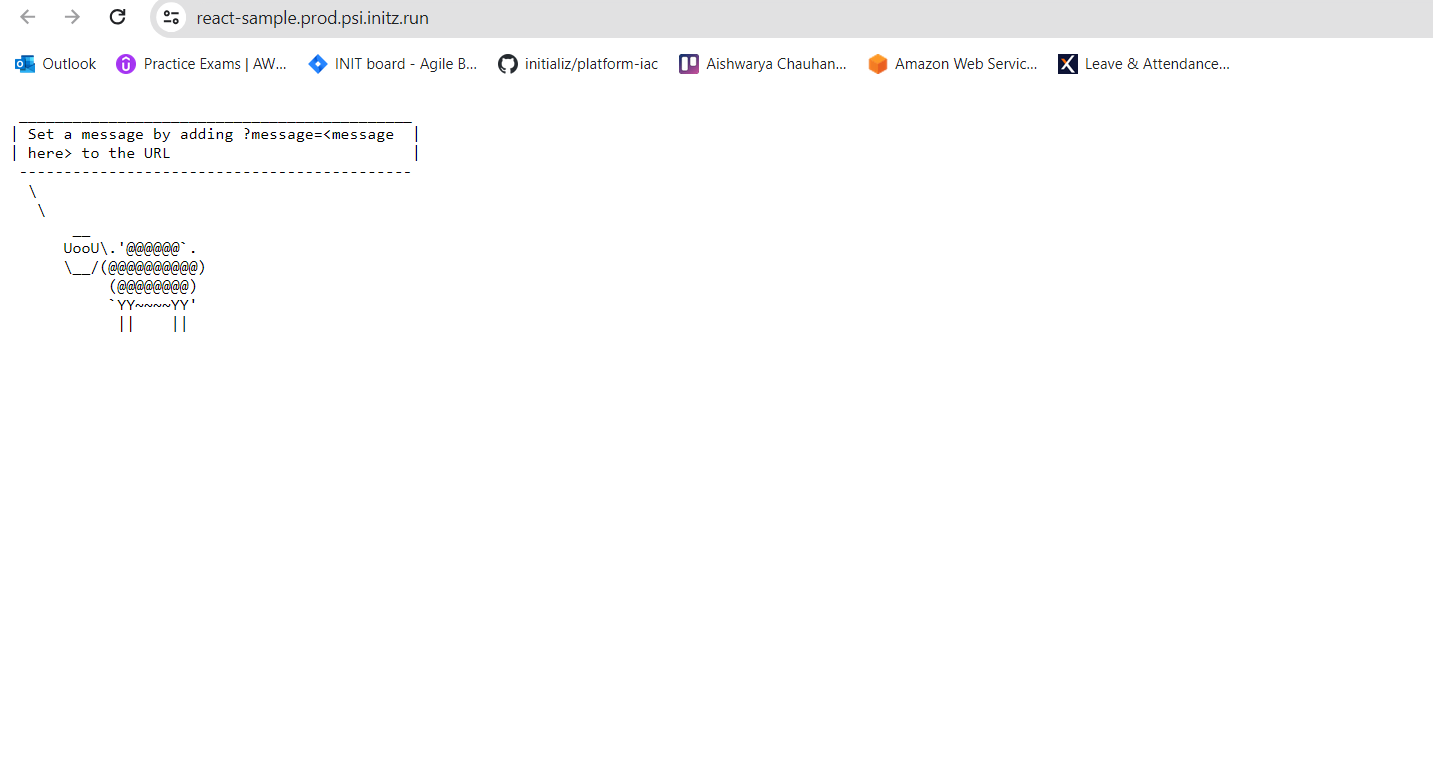 react-sample.prod.psi.initz.run
Outlook Practice Exams | AW... INIT board - Agile B... initializ/platform-iac Aishwarya Chauhan... Amazon Web Servic... Leave & Attendance...
 ____________________________________________
| Set a message by adding ?message=<message  |
| here> to the URL                           |
 --------------------------------------------
  \
   \
       __
      UooU\.'@@@@@@`.
      \__/(@@@@@@@@@@)
           (@@@@@@@@)
           `YY~~~~YY'
            ||    ||